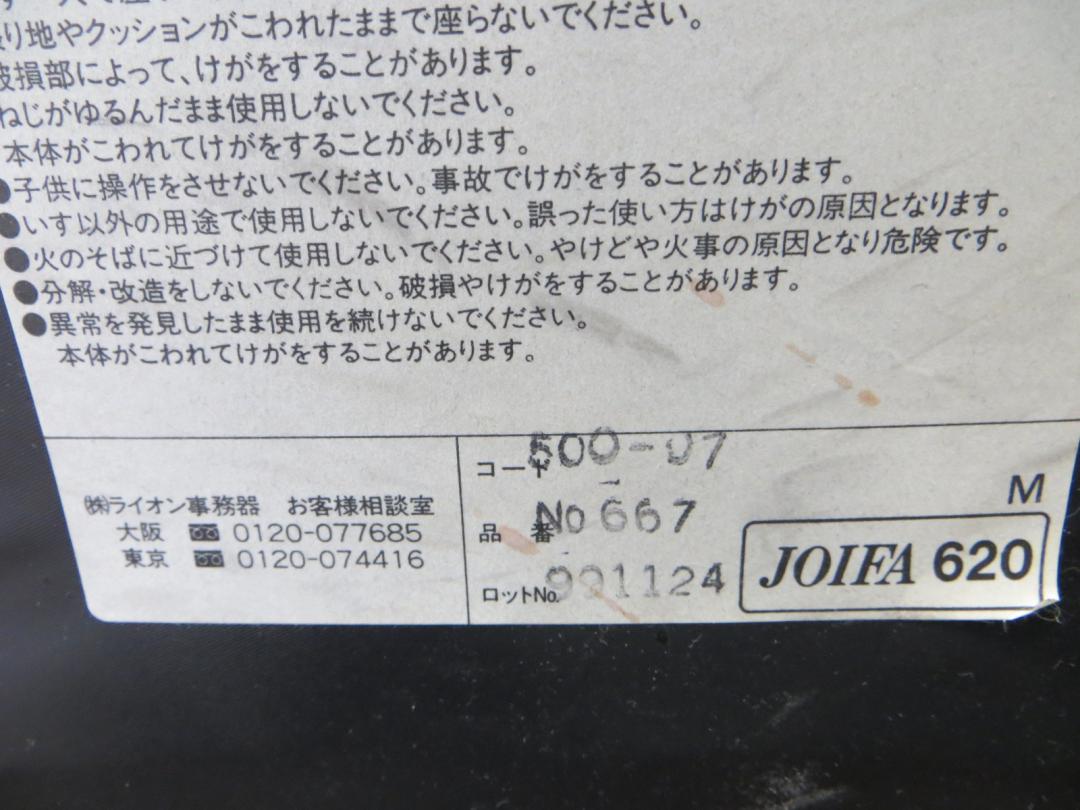 り地やクッションがこわれたままで座らないでください。
破損部によって、けがをすることがあります。
ねじがゆるんだまま使用しないでください。
本体がこわれてけがをすることがあります。
●子供に操作をさせないでください。事故でけがをすることがあります。
●いす以外の用途で使用しないでください。誤った使い方はけがの原因となります。
●火のそばに近づけて使用しないでください。やけどや火事の原因となり危険です。
●分解・改造をしないでください。破損やけがをすることがあります。
●異常を発見したまま使用を続けないでください。
本体がこわれてけがをすることがあります。
㈱ライオン事務器 お客様相談室
大阪 0120-077685
東京 0120-074416
コード 600-07
品番 No 667
ロットNo. 991124
M
JOIFA 620